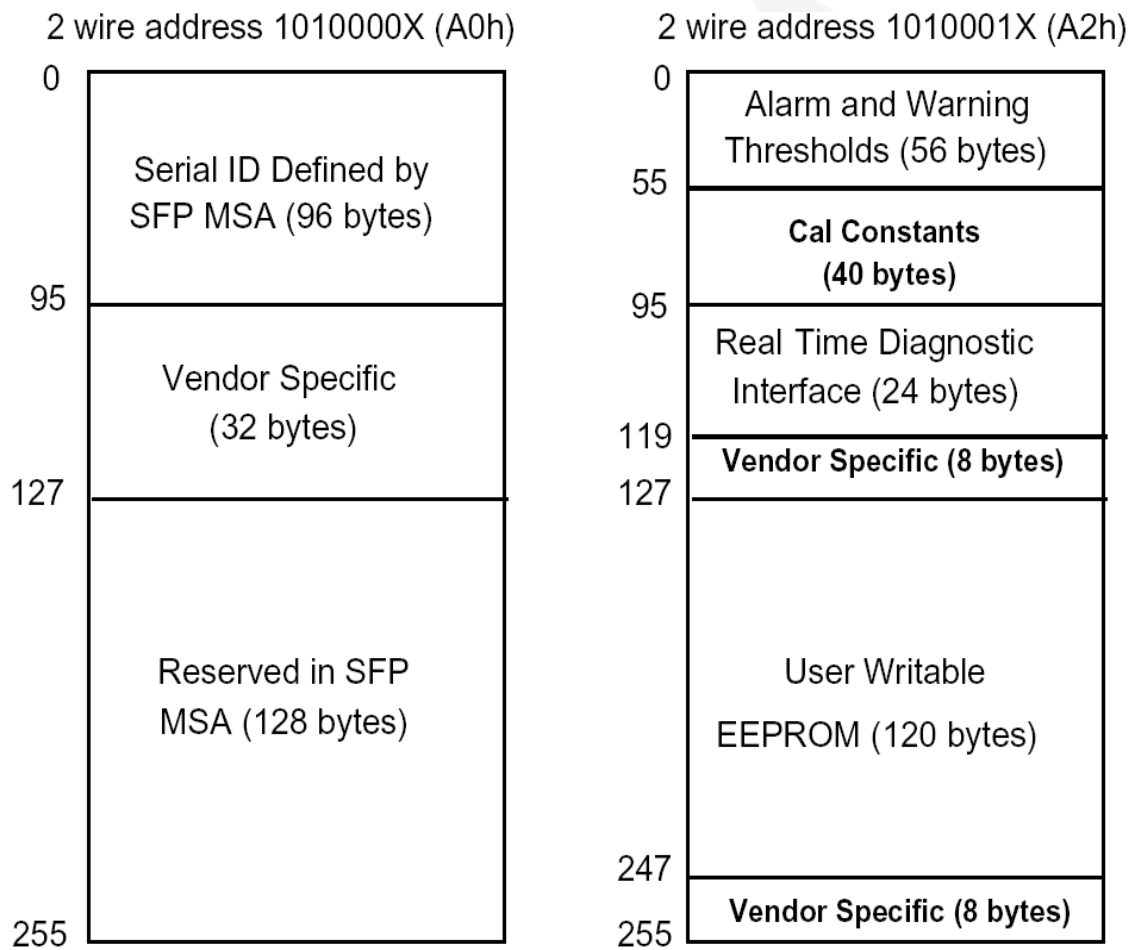 2 wire address 1010000X (A0h)
0
Serial ID Defined by
SFP MSA (96 bytes)
95
Vendor Specific
(32 bytes)
127
Reserved in SFP
MSA (128 bytes)
255
2 wire address 1010001X (A2h)
0
Alarm and Warning
Thresholds (56 bytes)
55
Cal Constants
(40 bytes)
95
Real Time Diagnostic
Interface (24 bytes)
119
Vendor Specific (8 bytes)
127
User Writable
EEPROM (120 bytes)
247
Vendor Specific (8 bytes)
255